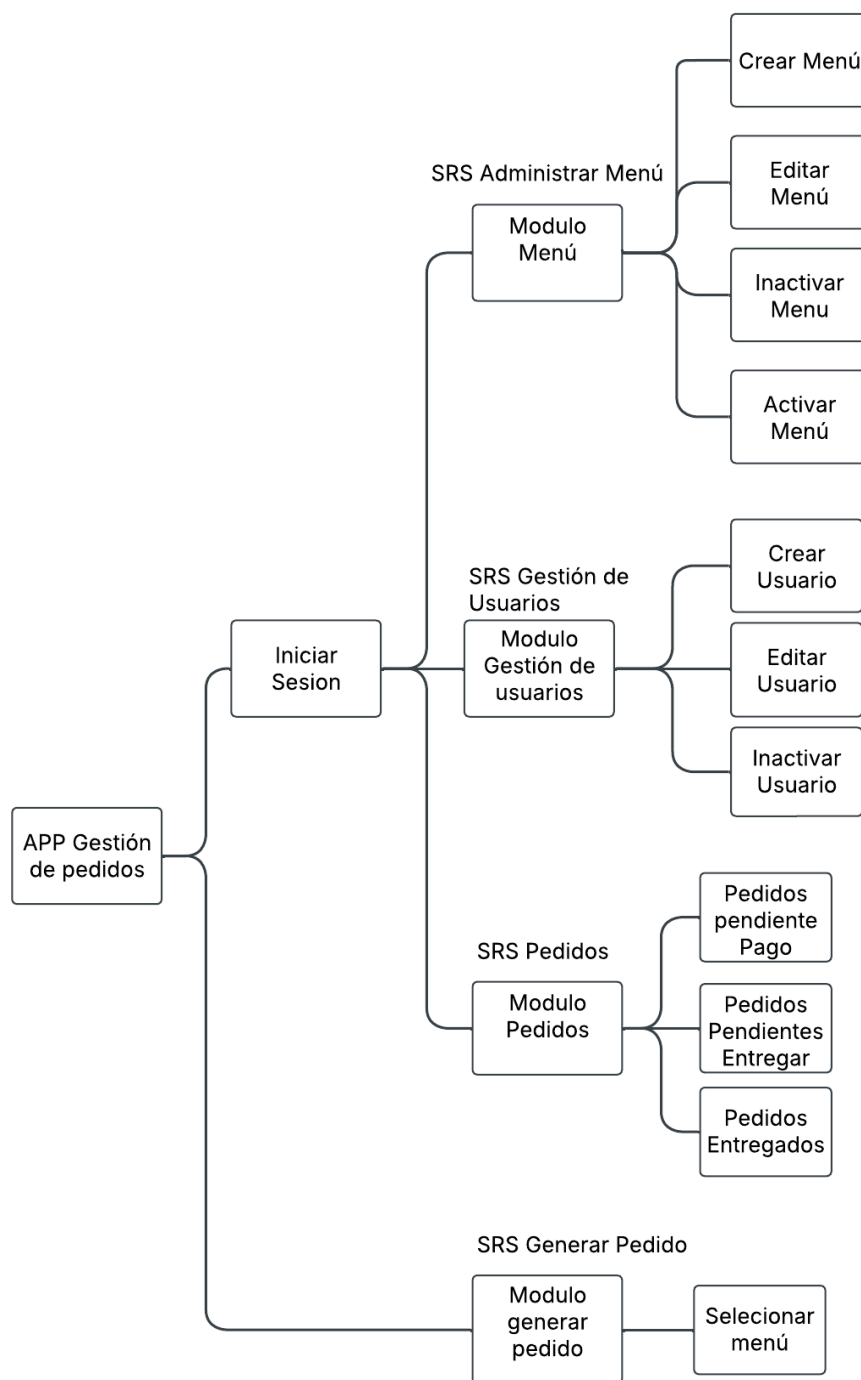 Crear Menú
SRS Administrar Menú
Modulo
Menú
Editar
Menú
Inactivar
Menu
Activar
Menú
SRS Gestión de
Usuarios
Modulo
Gestión de
usuarios
Crear
Usuario
Editar
Usuario
Inactivar
Usuario
Iniciar
Sesion
APP Gestión
de pedidos
SRS Pedidos
Modulo
Pedidos
Pedidos
pendiente
Pago
Pedidos
Pendientes
Entregar
Pedidos
Entregados
SRS Generar Pedido
Modulo
generar
pedido
Selecionar
menú